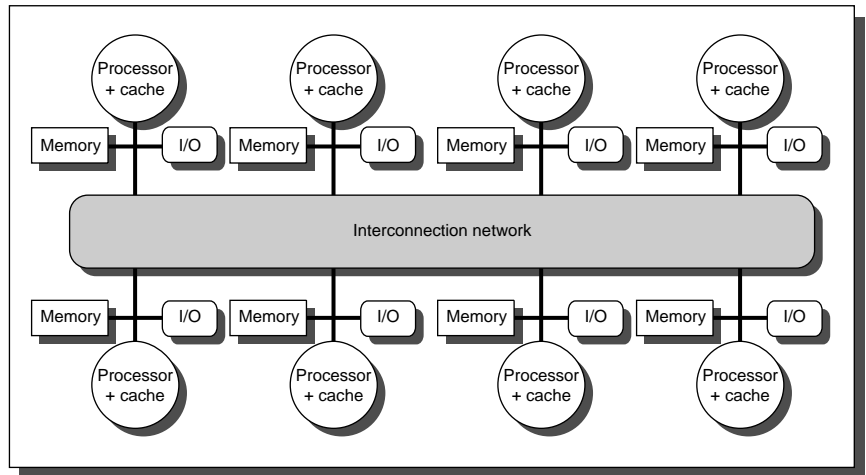 Processor
+ cache
Processor
+ cache
Processor
+ cache
Processor
+ cache
Memory
I/O
Memory
I/O
Memory
I/O
Memory
I/O
Interconnection network
Memory
I/O
Memory
I/O
Memory
I/O
Memory
I/O
Processor
+ cache
Processor
+ cache
Processor
+ cache
Processor
+ cache